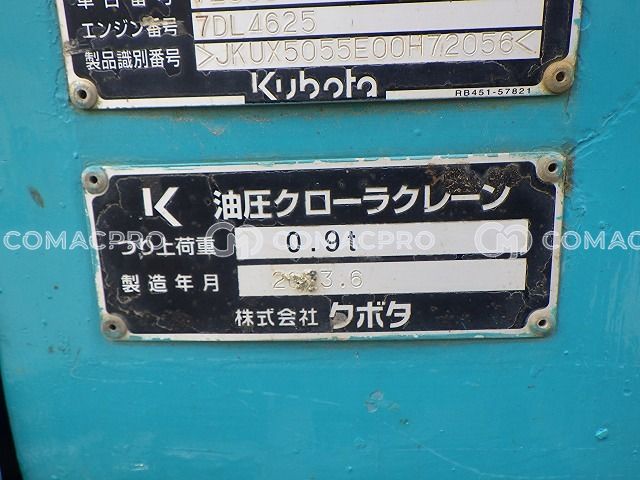 エンジン番号 7DL4625
製品識別番号 >JKUX5055E00H72056<
Kubota
RB451-57821
K 油圧クローラクレーン
つり上荷重 0.9t
製造年月
株式会社 クボタ
COMACPRO COMACPRO COMAC